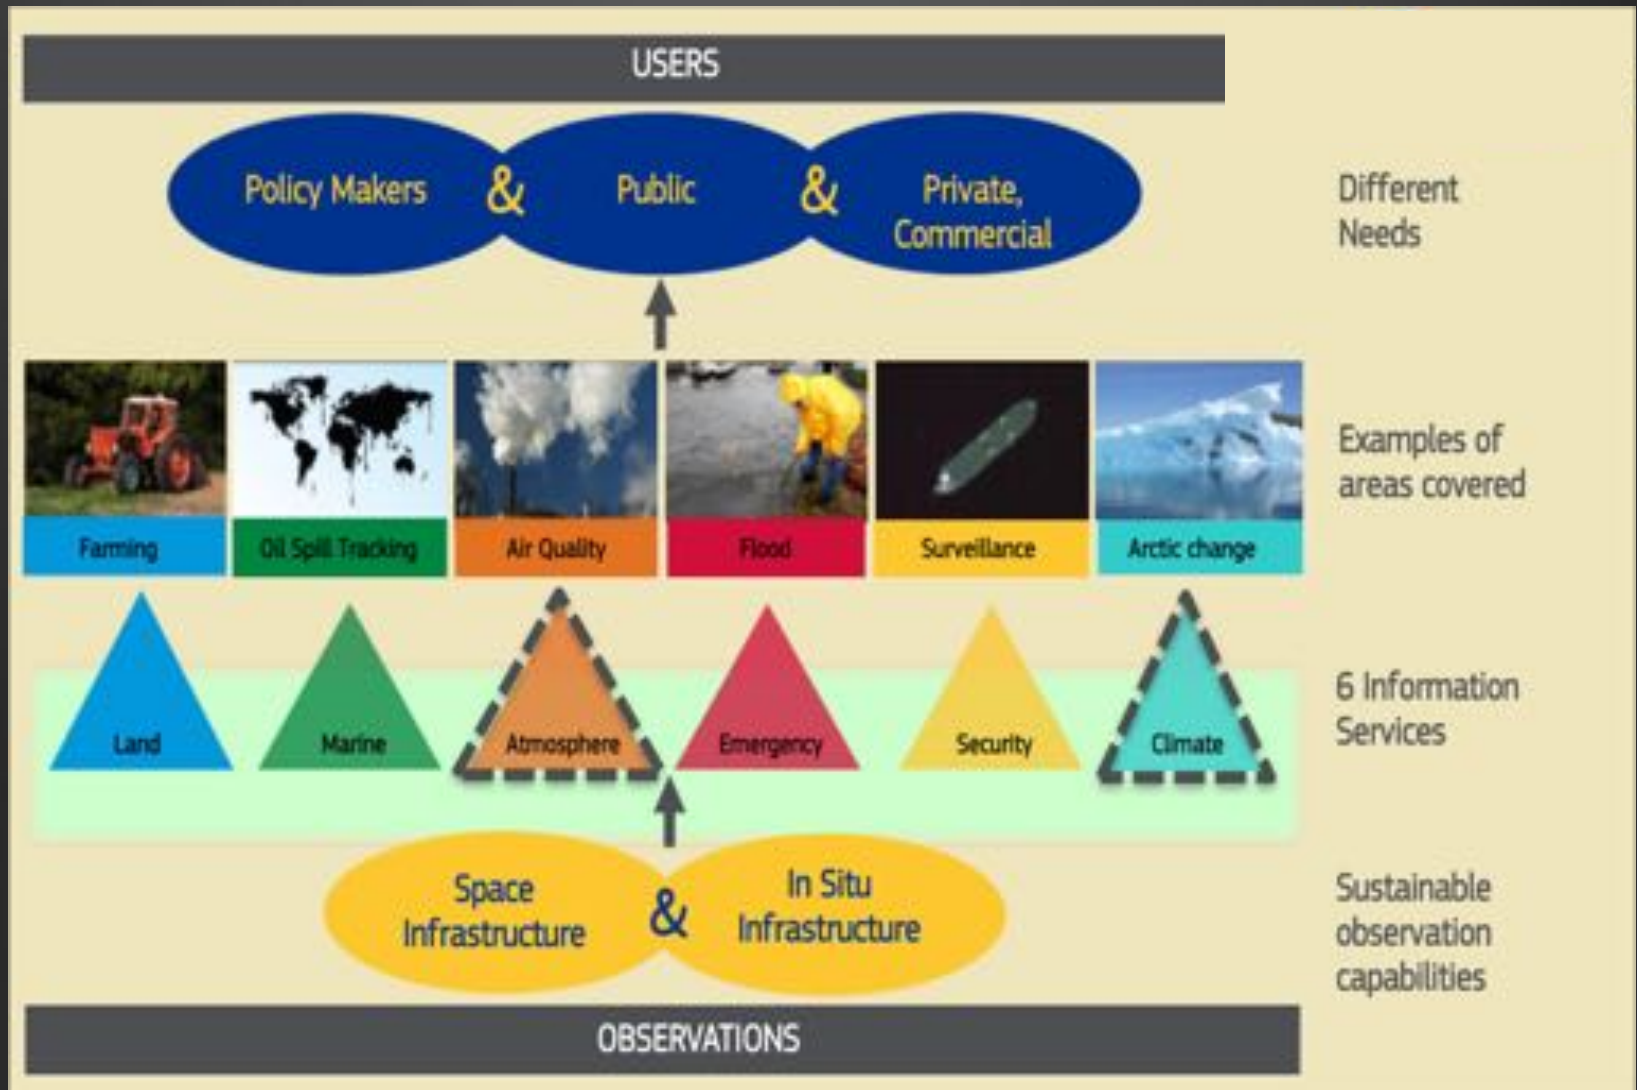 USERS
Policy Makers & Public & Private,
Commercial
Different
Needs
Farming Oil Spill Tracking Air Quality Flood Surveillance Arctic change
Examples of
areas covered
Land Marine Atmosphere Emergency Security Climate
6 Information
Services
Space
Infrastructure
&
In Situ
Infrastructure
Sustainable
observation
capabilities
OBSERVATIONS